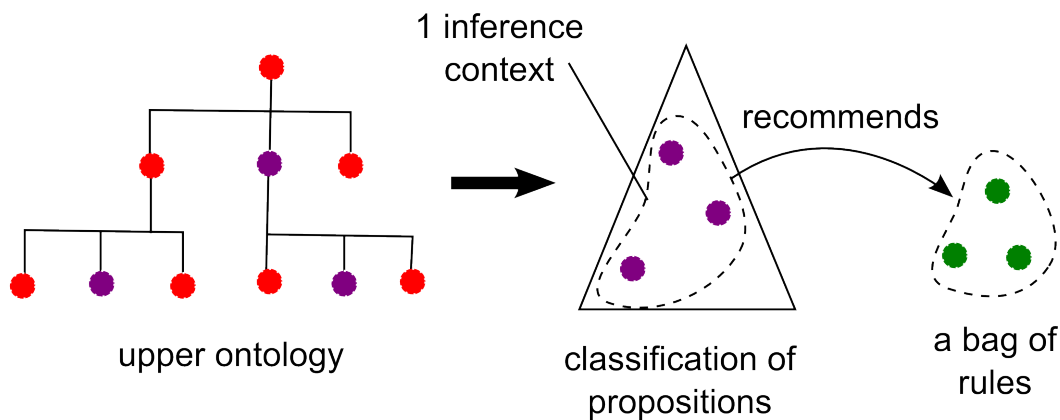 1 inference
context
recommends
upper ontology
classification of
propositions
a bag of
rules